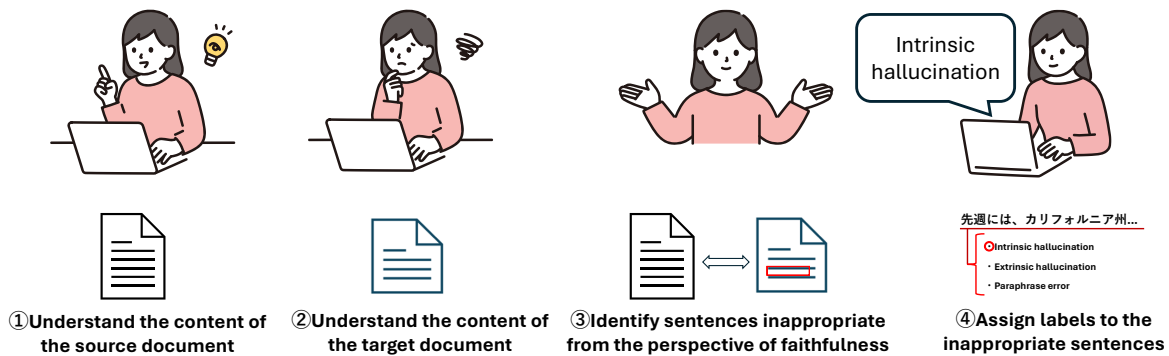 Intrinsic
hallucination
先週には、カリフォルニア州...
Intrinsic hallucination
・Extrinsic hallucination
・Paraphrase error
①Understand the content of
the source document
②Understand the content of
the target document
③Identify sentences inappropriate
from the perspective of faithfulness
④Assign labels to the
inappropriate sentences